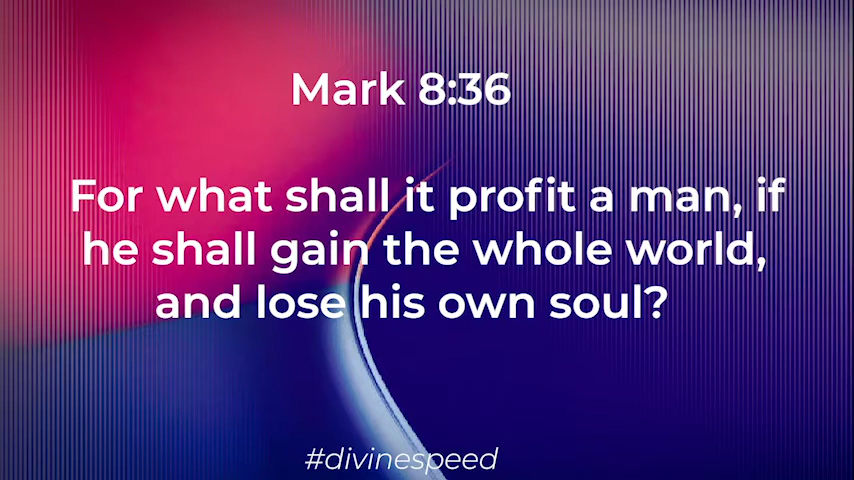 Mark 8:36
For what shall it profit a man, if
he shall gain the whole world,
and lose his own soul?
#divinespeed